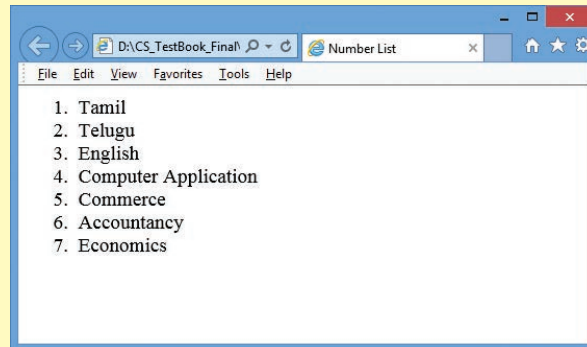 D:\CS_TestBook_Final\
Number List
File Edit View Favorites Tools Help
1. Tamil
2. Telugu
3. English
4. Computer Application
5. Commerce
6. Accountancy
7. Economics